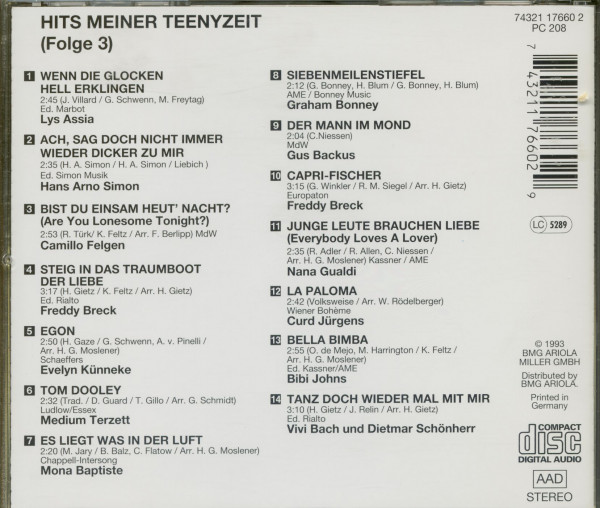 HITS MEINER TEENYZEIT
(Folge 3)
74321 17660 2
PC 208
7 43211 76602 9
1 WENN DIE GLOCKEN
HELL ERKLINGEN
2:45 (J. Villard / G. Schwenn, M. Freytag)
Ed. Marbot
Lys Assia
2 ACH, SAG DOCH NICHT IMMER
WIEDER DICKER ZU MIR
2:35 (H. A. Simon / H. A. Simon / Liebich )
Ed. Simon Musik
Hans Arno Simon
3 BIST DU EINSAM HEUT' NACHT?
(Are You Lonesome Tonight?)
2:53 (R. Türk/ K. Feltz / Arr. F. Berlipp) MdW
Camillo Felgen
4 STEIG IN DAS TRAUMBOOT
DER LIEBE
3:17 (H. Gietz / K. Feltz / Arr. H. Gietz)
Ed. Rialto
Freddy Breck
5 EGON
2:50 (H. Gaze / G. Schwenn, A. v. Pinelli /
Arr. H. G. Moslener)
Schaeffers
Evelyn Künneke
6 TOM DOOLEY
2:32 (Trad. / D. Guard / T. Gillo / Arr. G. Schmidt)
Ludlow/Essex
Medium Terzett
7 ES LIEGT WAS IN DER LUFT
2:20 (M. Jary / B. Balz, C. Flatow / Arr. H. G. Moslener)
Chappell-Intersong
Mona Baptiste
8 SIEBENMEILENSTIEFEL
2:12 (G. Bonney, H. Blum / G. Bonney, H. Blum)
AME / Bonney Music
Graham Bonney
9 DER MANN IM MOND
2:04 (C.Niessen)
MdW
Gus Backus
10 CAPRI-FISCHER
3:15 (G. Winkler / R. M. Siegel / Arr. H. Gietz)
Europaton
Freddy Breck
11 JUNGE LEUTE BRAUCHEN LIEBE
(Everybody Loves A Lover)
2:35 (R. Adler / R. Allen, C. Niessen /
Arr. H. G. Moslener) Kassner / AME
Nana Gualdi
12 LA PALOMA
2:42 (Volksweise / Arr. W. Rödelberger)
Wiener Bohème
Curd Jürgens
13 BELLA BIMBA
2:55 (O. de Mejo, M. Harrington / K. Feltz /
Arr. H. G. Moslener)
Ed. Kassner/AME
Bibi Johns
14 TANZ DOCH WIEDER MAL MIT MIR
3:10 (H. Gietz / J. Relin / Arr. H. Gietz)
Ed. Rialto
Vivi Bach und Dietmar Schönherr
LC 5289
© 1993
BMG ARIOLA
MILLER GMBH
Distributed by
BMG ARIOLA.
Printed in
Germany
COMPACT
disc
DIGITAL AUDIO
AAD
STEREO